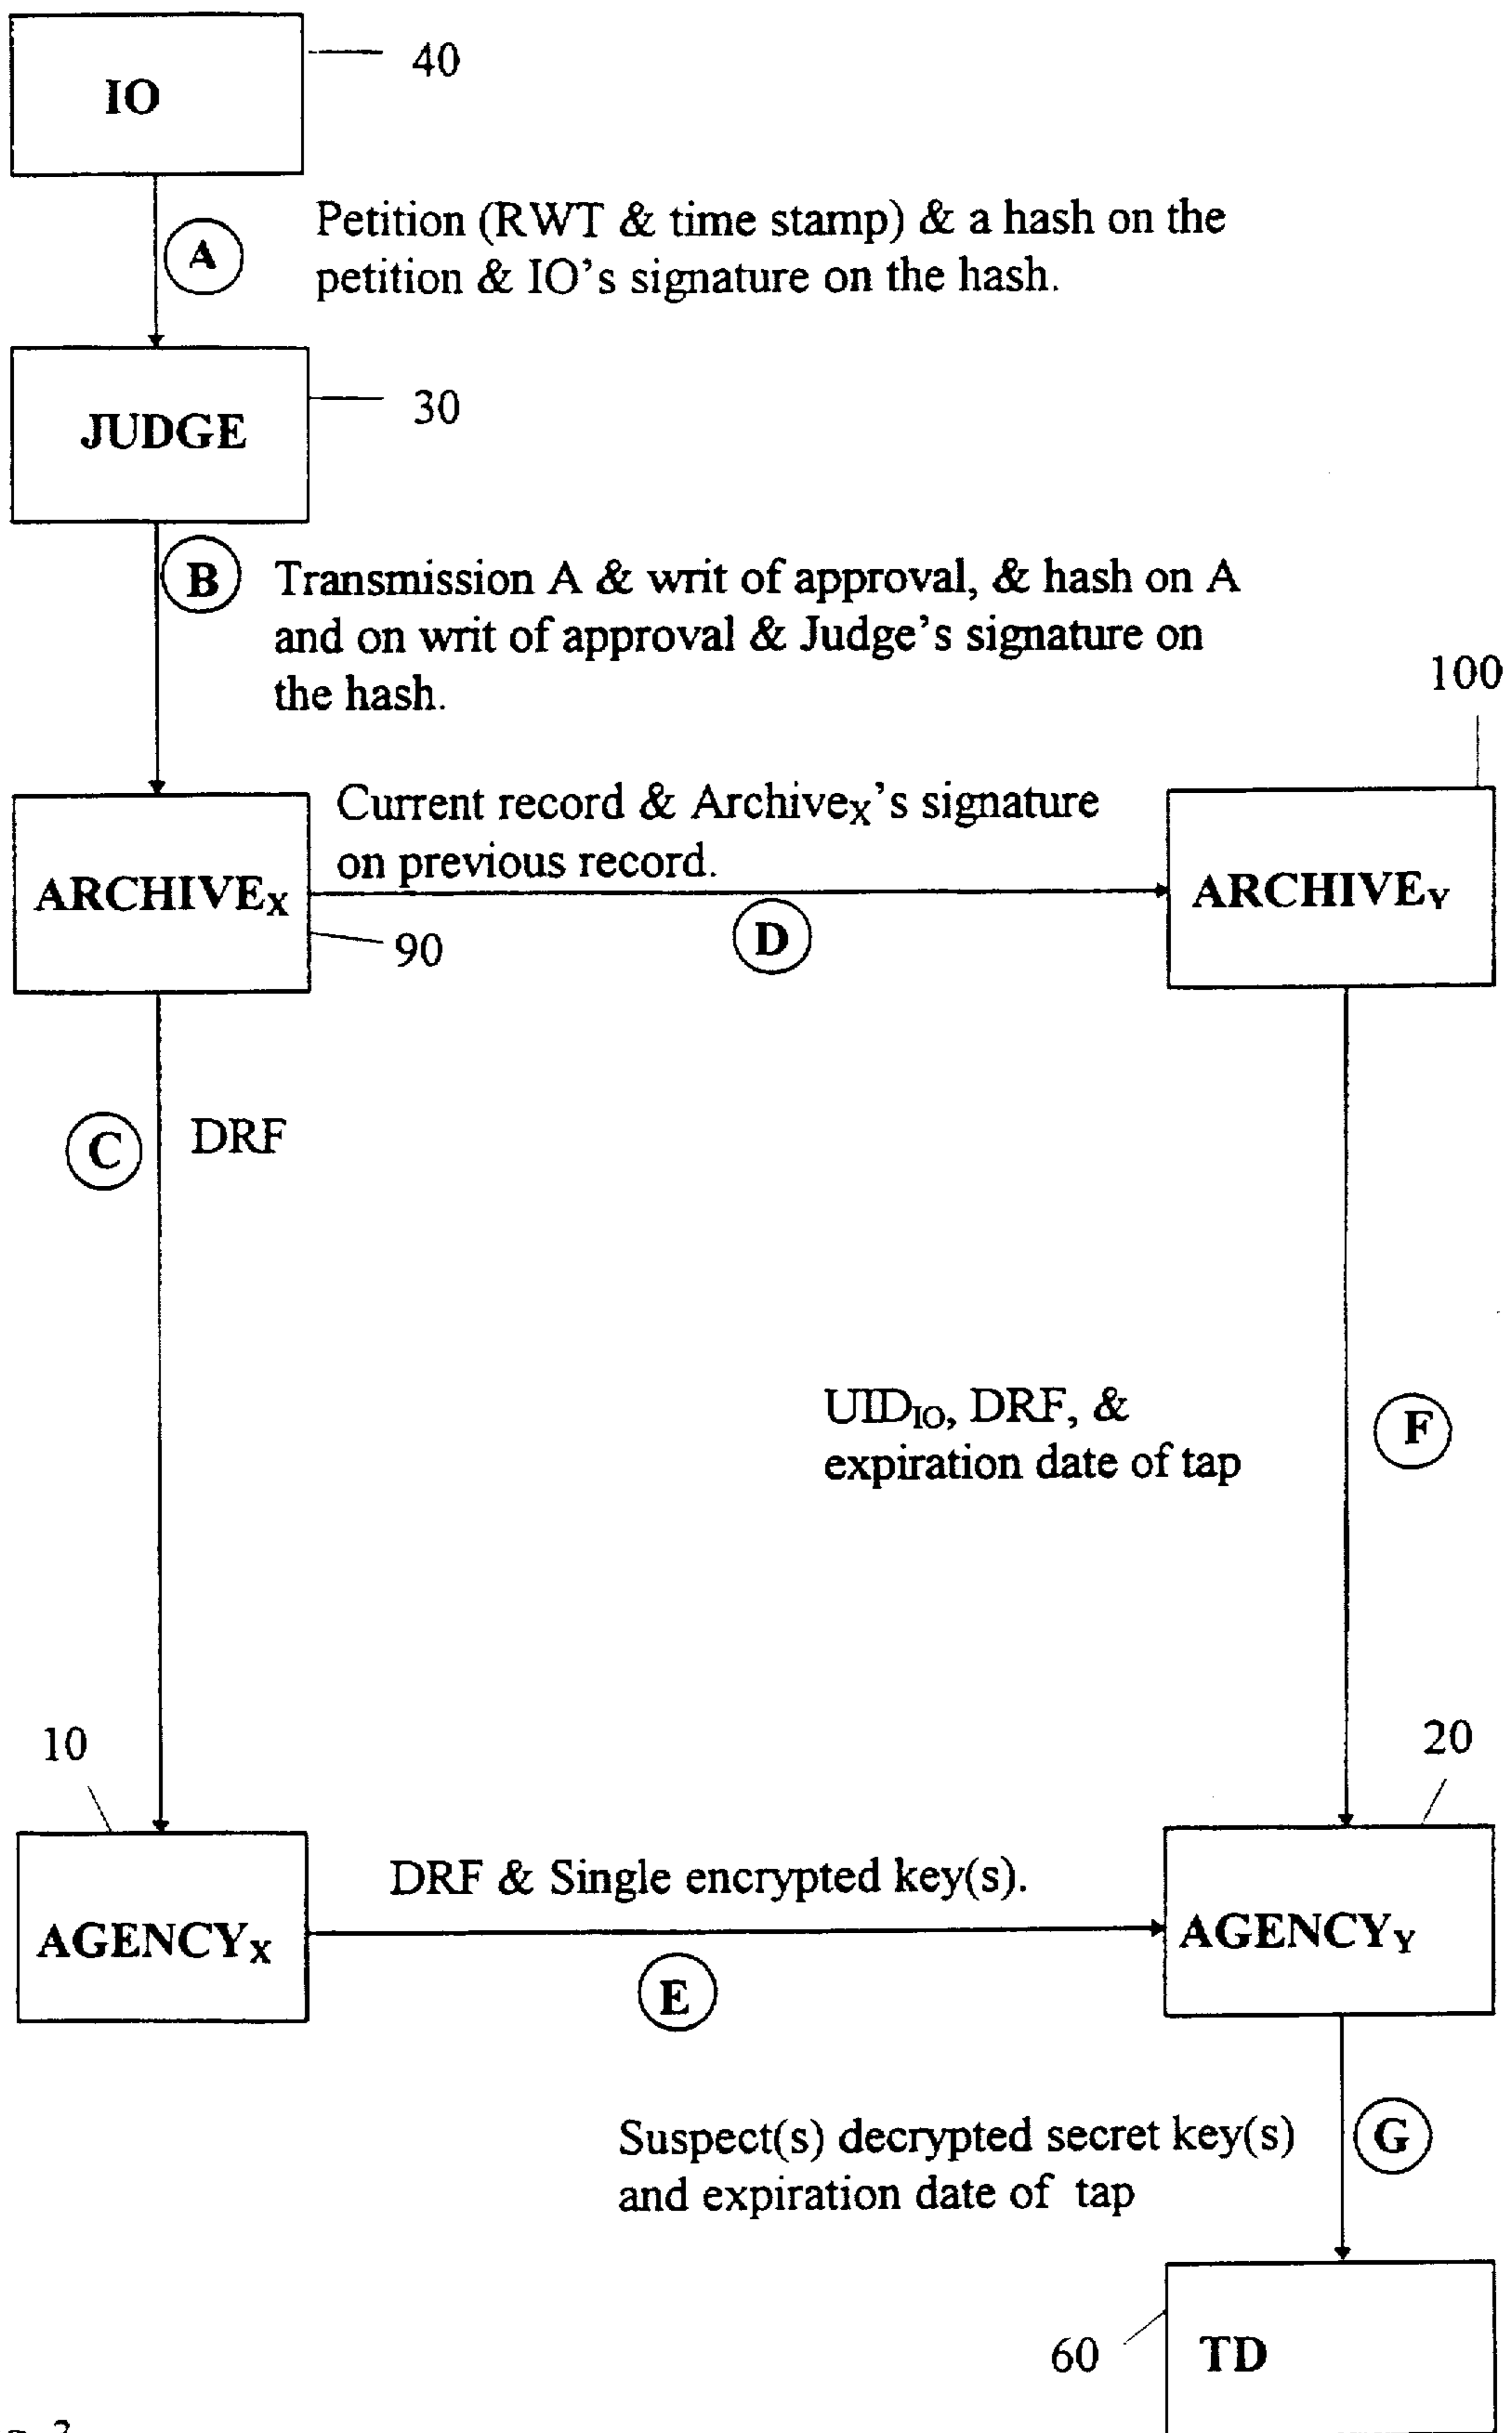 IO
40
A
Petition (RWT & time stamp) & a hash on the
petition & IO's signature on the hash.
JUDGE
30
B
Transmission A & writ of approval, & hash on A
and on writ of approval & Judge's signature on
the hash.
100
Current record & ArchiveX's signature
on previous record.
ARCHIVEX
ARCHIVEY
90
D
C
DRF
UIDIO, DRF, &
expiration date of tap
F
10
20
DRF & Single encrypted key(s).
AGENCYX
AGENCYY
E
Suspect(s) decrypted secret key(s)
and expiration date of tap
G
60
TD